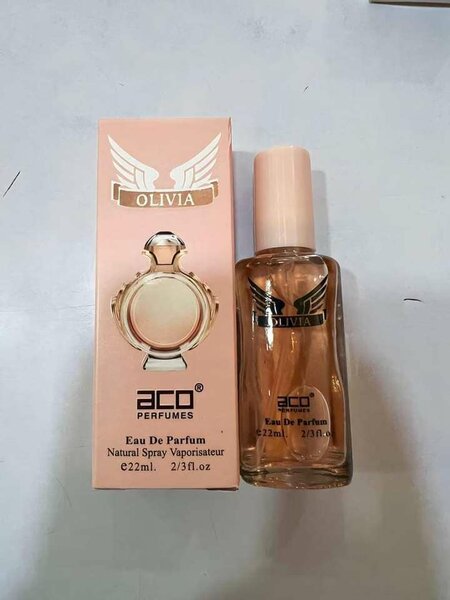 OLIVIA
aco®
PERFUMES
Eau De Parfum
Natural Spray Vaporisateur
℮22ml. 2/3fl.oz
OLIVIA
aco®
PERFUMES
Eau De Parfum
℮22ml. 2/3fl.oz